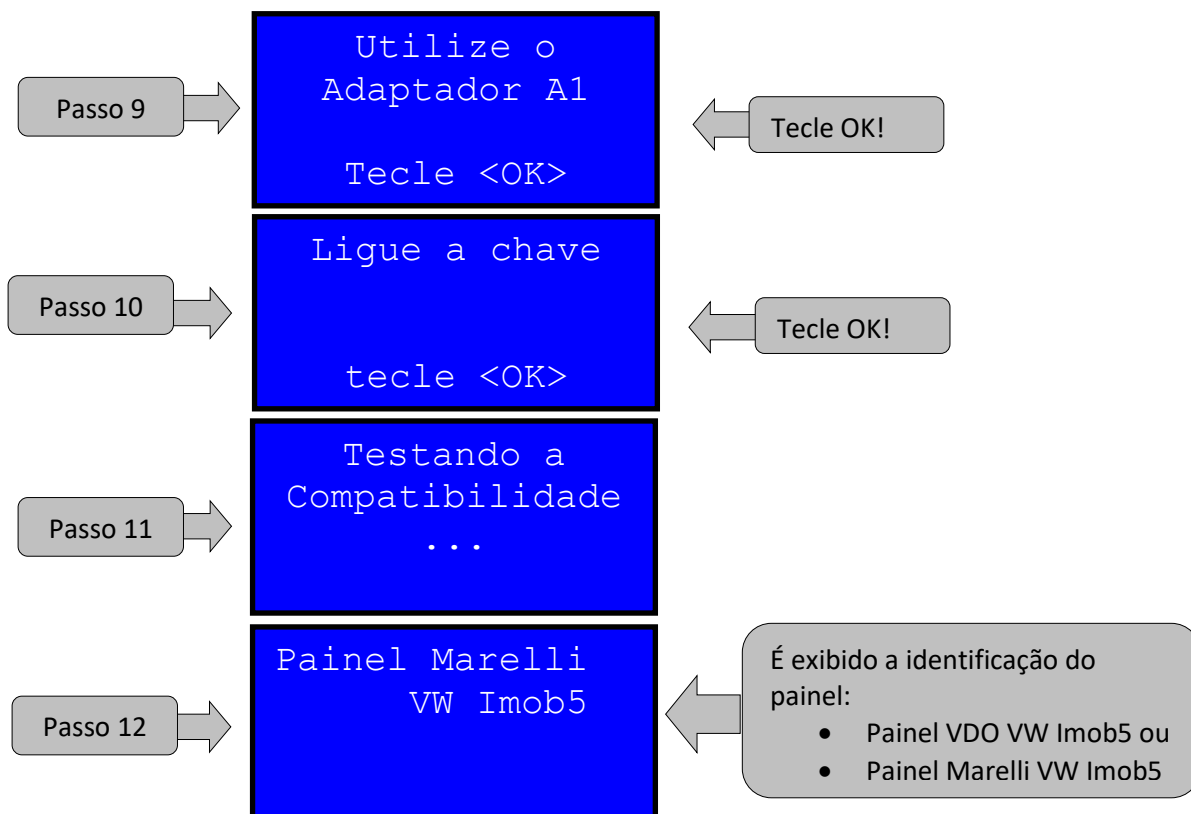 Passo 9
Utilize o
Adaptador A1
Tecle <OK>
Tecle OK!
Passo 10
Ligue a chave
tecle <OK>
Tecle OK!
Passo 11
Testando a
Compatibilidade
...
Passo 12
Painel Marelli
VW Imob5
É exibido a identificação do
painel:
• Painel VDO VW Imob5 ou
• Painel Marelli VW Imob5